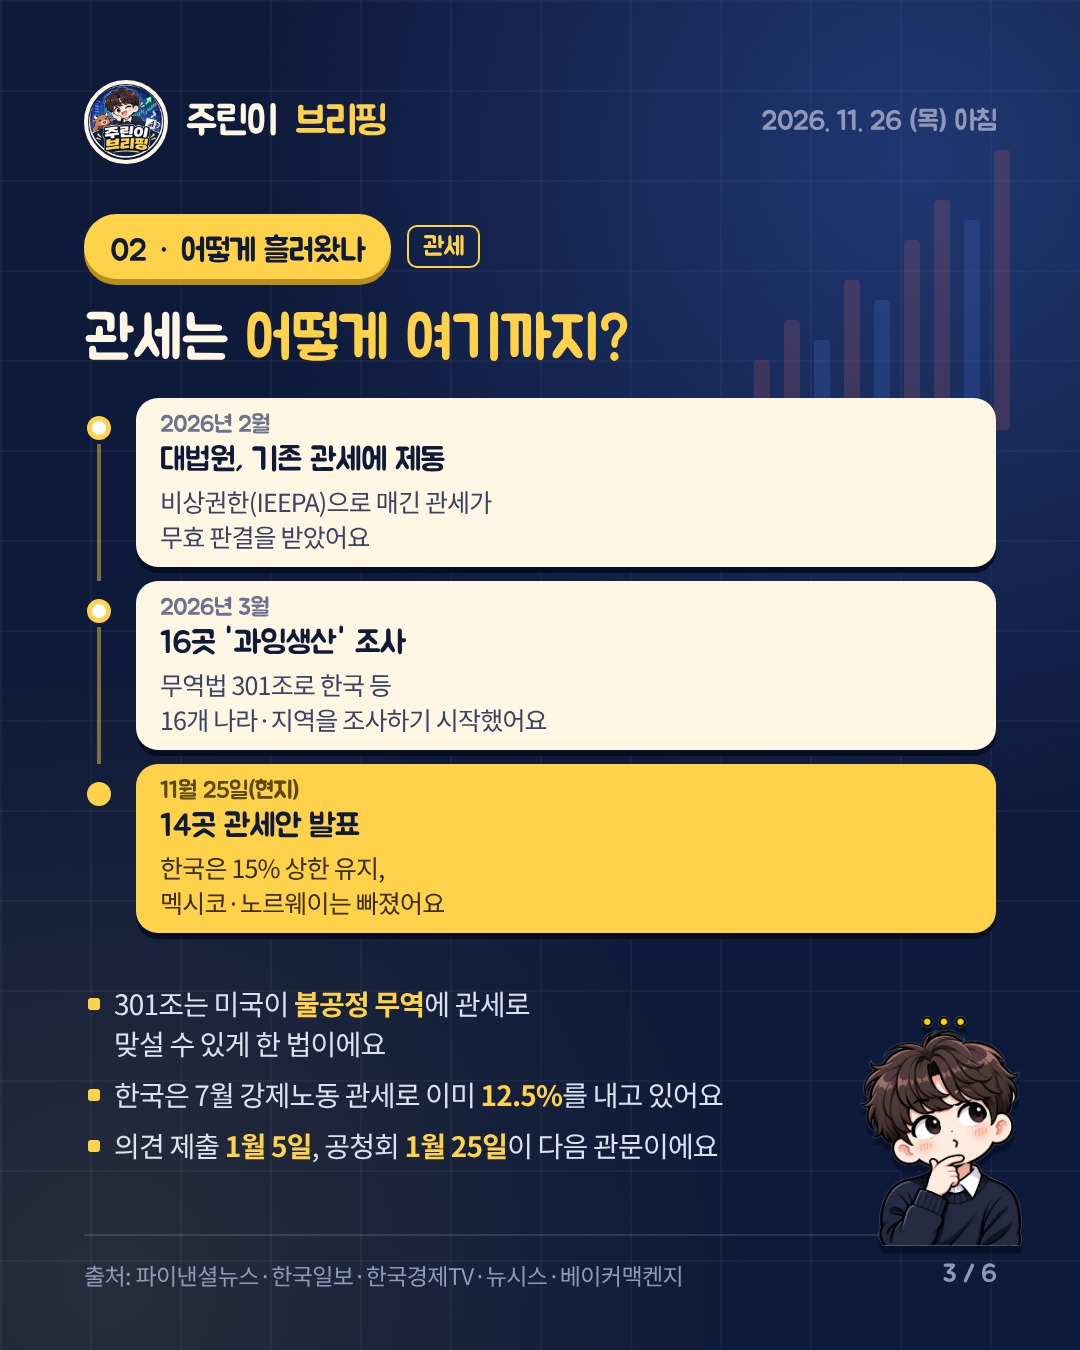 주린이 브리핑
주린이 브리핑
2026. 11. 26 (목) 아침
02 · 어떻게 흘러왔나
관세
관세는 어떻게 여기까지?
2026년 2월
대법원, 기존 관세에 제동
비상권한(IEEPA)으로 매긴 관세가
무효 판결을 받았어요
2026년 3월
16곳 '과잉생산' 조사
무역법 301조로 한국 등
16개 나라·지역을 조사하기 시작했어요
11월 25일(현지)
14곳 관세안 발표
한국은 15% 상한 유지,
멕시코·노르웨이는 빠졌어요
301조는 미국이 불공정 무역에 관세로
맞설 수 있게 한 법이에요
한국은 7월 강제노동 관세로 이미 12.5%를 내고 있어요
의견 제출 1월 5일, 공청회 1월 25일이 다음 관문이에요
출처: 파이낸셜뉴스·한국일보·한국경제TV·뉴시스·베이커맥켄지
3 / 6